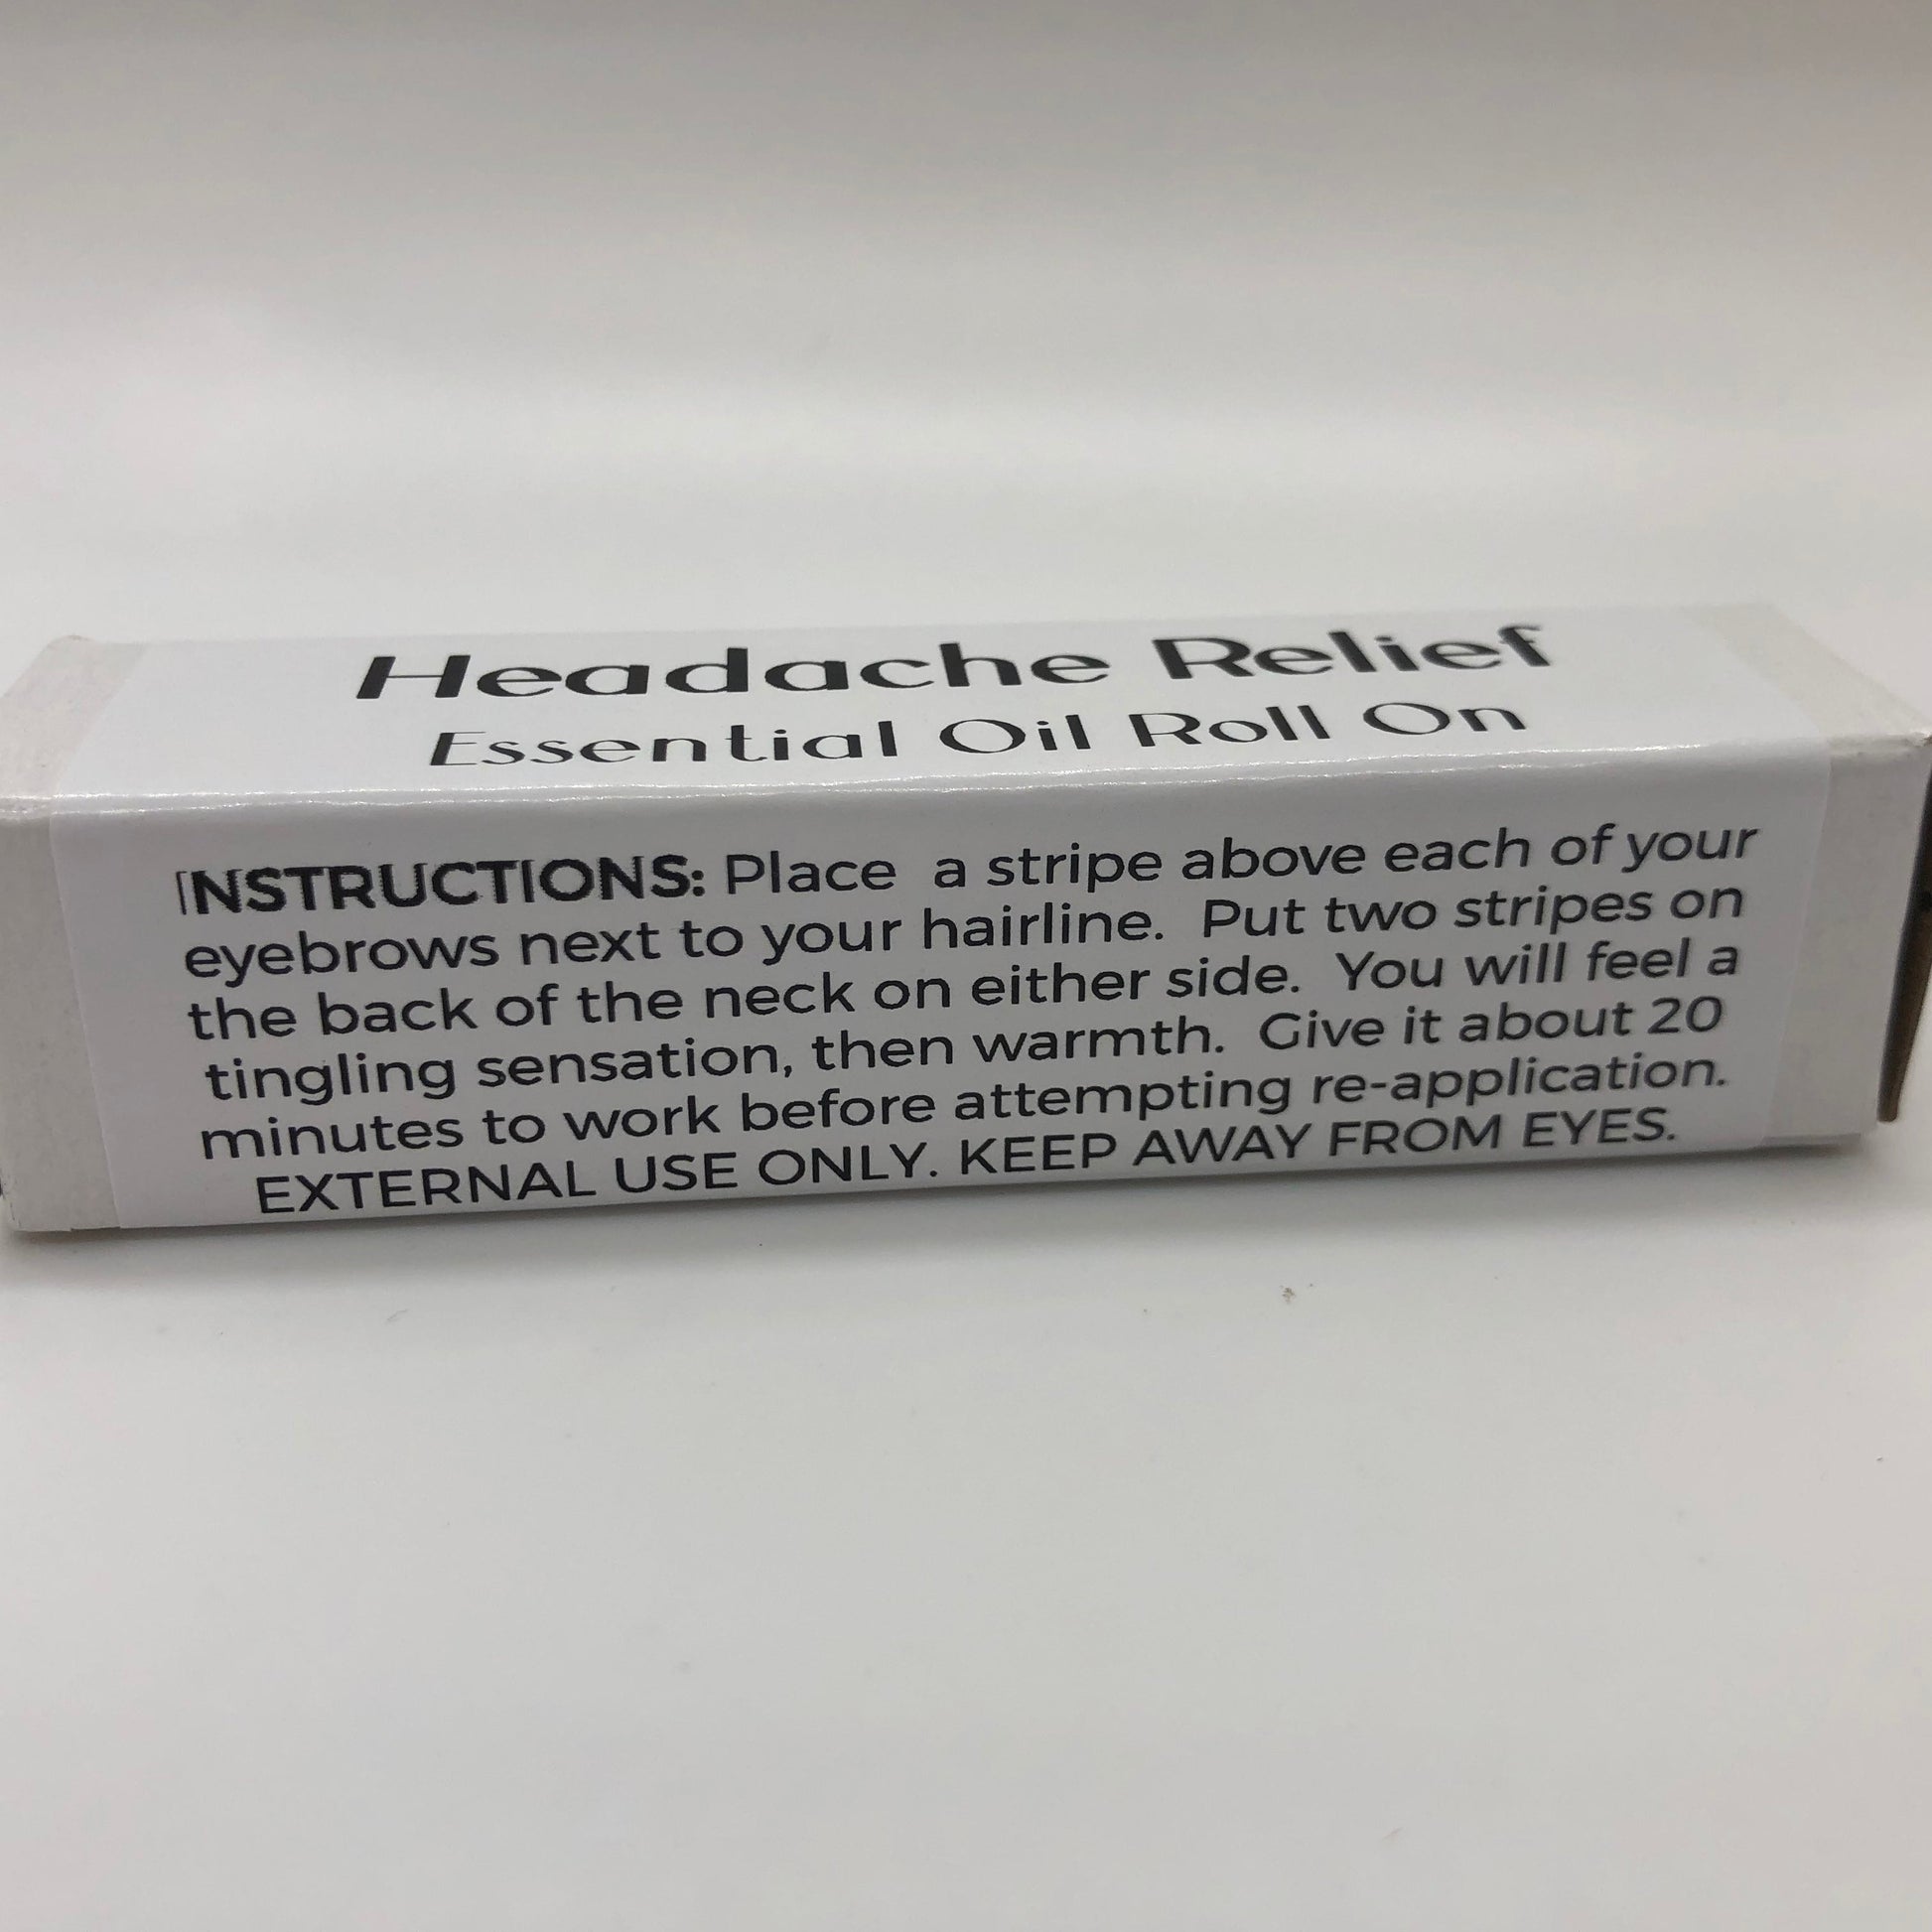 Headache Relief
Essential Oil Roll On
INSTRUCTIONS: Place a stripe above each of your
eyebrows next to your hairline. Put two stripes on
the back of the neck on either side. You will feel a
tingling sensation, then warmth. Give it about 20
minutes to work before attempting re-application.
EXTERNAL USE ONLY. KEEP AWAY FROM EYES.